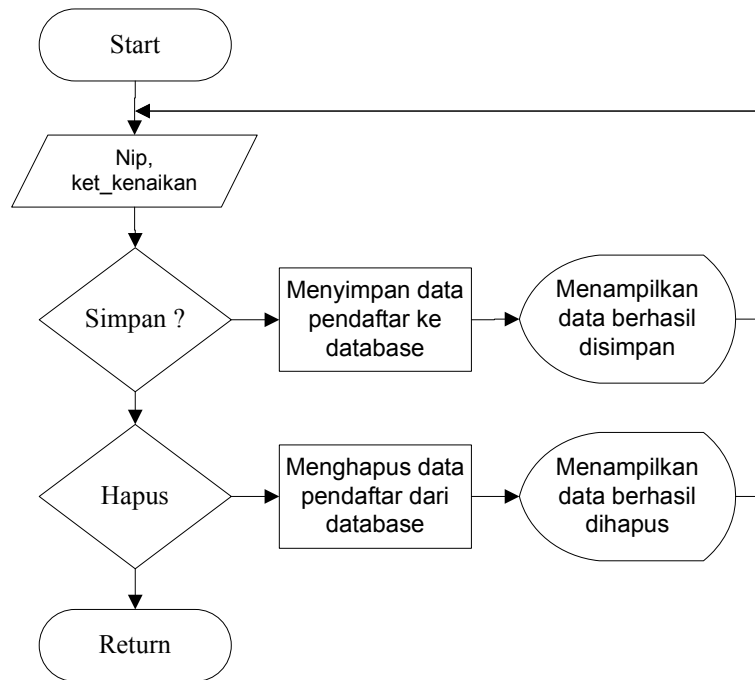 Start
Nip,
ket_kenaikan
Simpan ?
Menyimpan data
pendaftar ke
database
Menampilkan
data berhasil
disimpan
Hapus
Menghapus data
pendaftar dari
database
Menampilkan
data berhasil
dihapus
Return